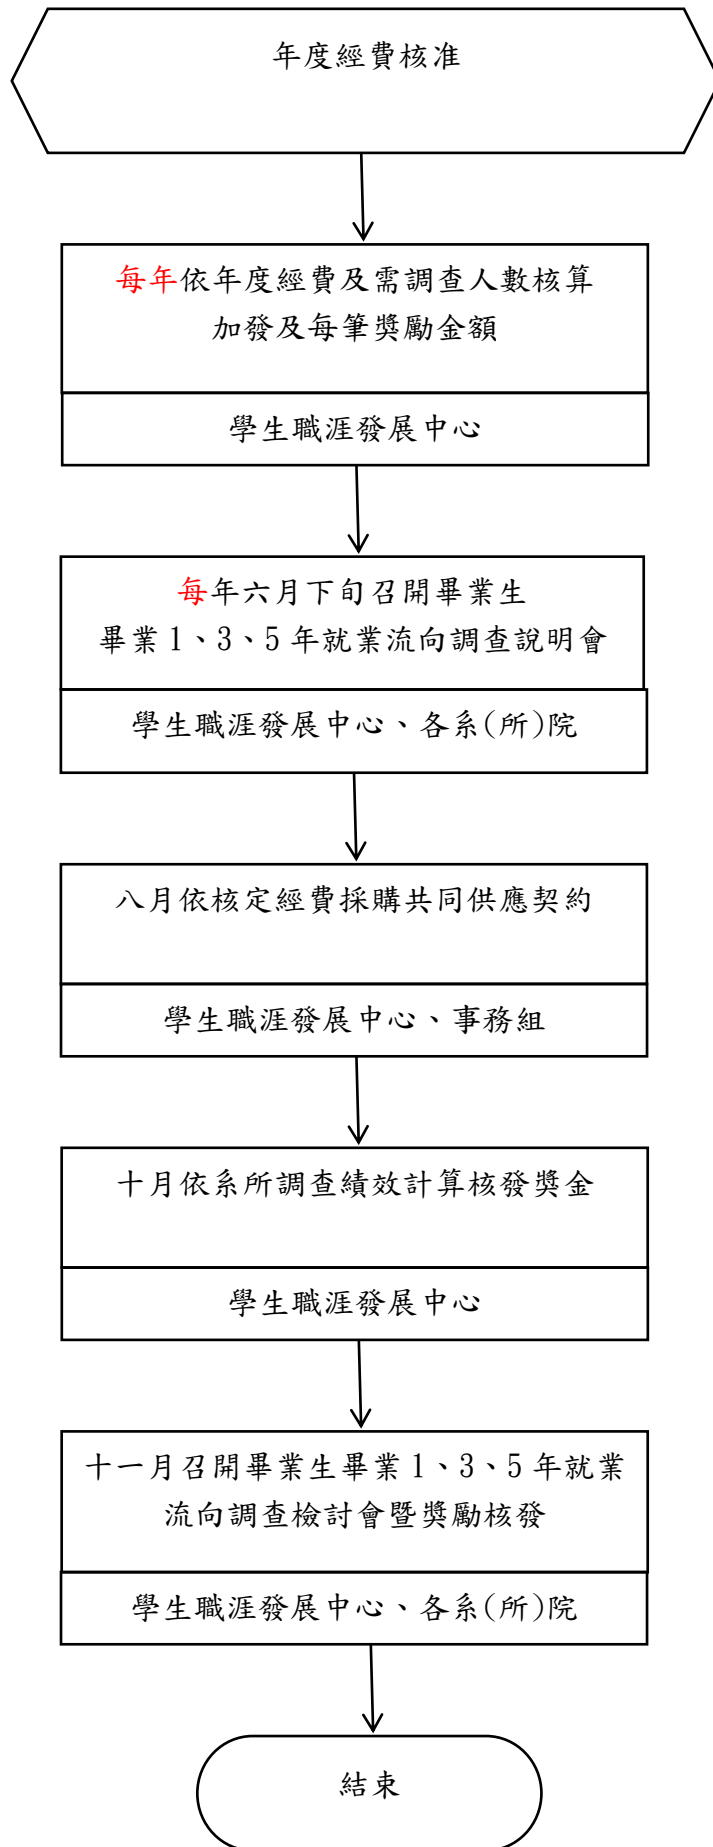 年度經費核准
每年依年度經費及需調查人數核算
加發及每筆獎勵金額
學生職涯發展中心
每年六月下旬召開畢業生
畢業1、3、5年就業流向調查說明會
學生職涯發展中心、各系(所)院
八月依核定經費採購共同供應契約
學生職涯發展中心、事務組
十月依系所調查績效計算核發獎金
學生職涯發展中心
十一月召開畢業生畢業1、3、5年就業
流向調查檢討會暨獎勵核發
學生職涯發展中心、各系(所)院
結束